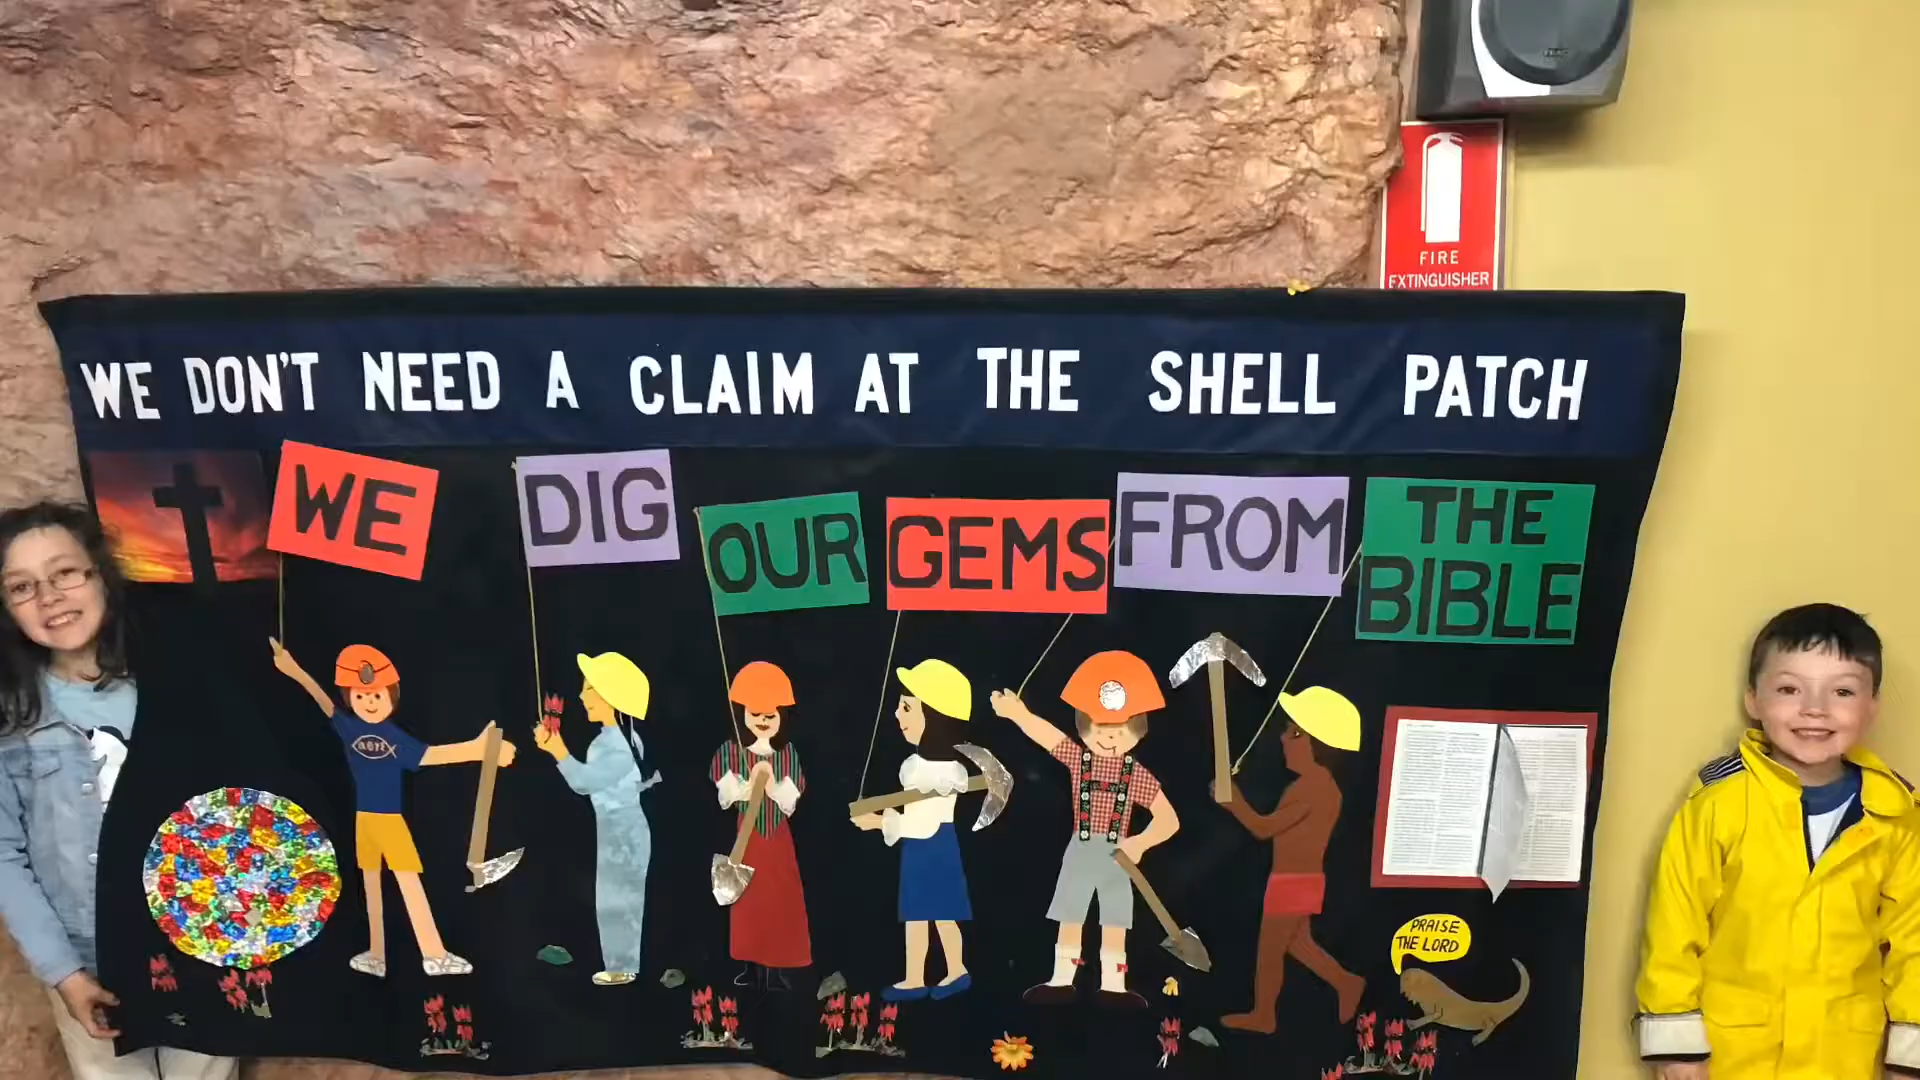 FIRE
EXTINGUISHER
WE DON'T NEED A CLAIM AT THE SHELL PATCH
WE DIG OUR GEMS FROM THE
BIBLE
PRAISE
THE LORD